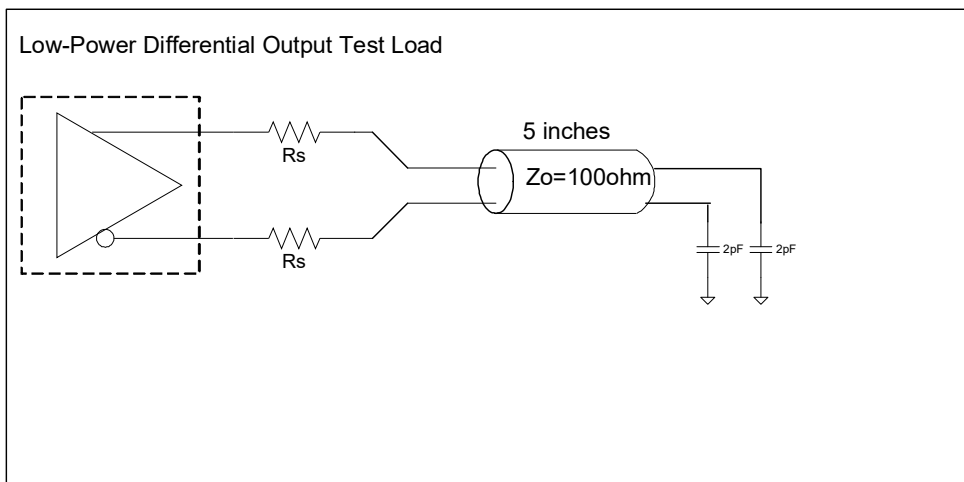 Low-Power Differential Output Test Load
5 inches
Rs
Zo=100ohm
Rs
2pF
2pF